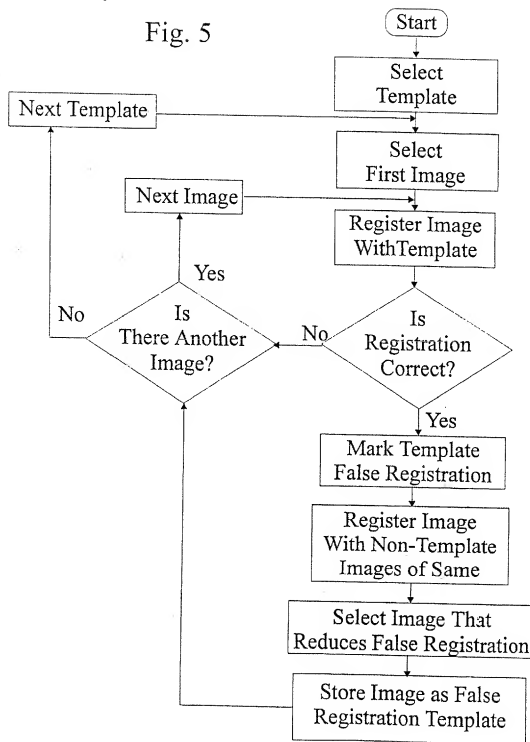 Fig. 5
Start
Select
Template
Next Template
Select
First Image
Next Image
Register Image
WithTemplate
Yes
No
Is
There Another
Image?
No
Is
Registration
Correct?
Yes
Mark Template
False Registration
Register Image
With Non-Template
Images of Same
Select Image That
Reduces False Registration
Store Image as False
Registration Template